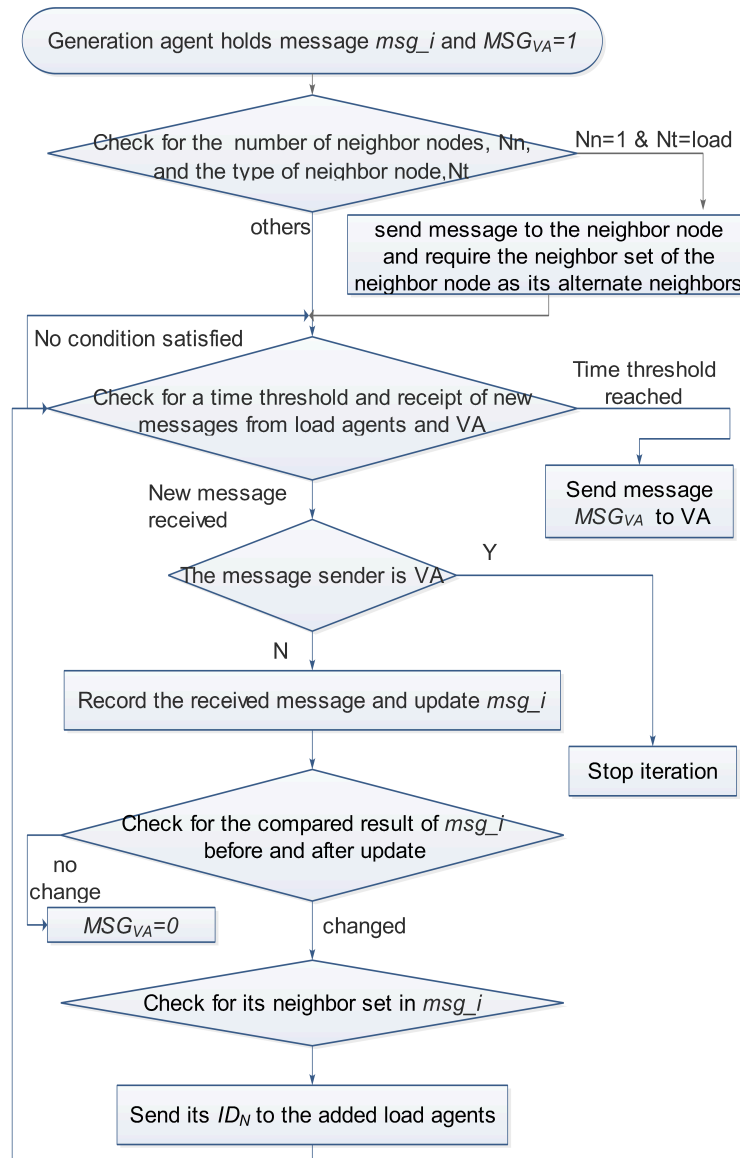 Generation agent holds message msg_i and MSG_VA=1
Check for the number of neighbor nodes, Nn,
and the type of neighbor node,Nt
Nn=1 & Nt=load
others
send message to the neighbor node
and require the neighbor set of the
neighbor node as its alternate neighbors
No condition satisfied
Check for a time threshold and receipt of new
messages from load agents and VA
Time threshold
reached
Send message
MSG_VA to VA
New message
received
The message sender is VA
Y
N
Record the received message and update msg_i
Stop iteration
Check for the compared result of msg_i
before and after update
no
change
MSG_VA=0
changed
Check for its neighbor set in msg_i
Send its ID_N to the added load agents